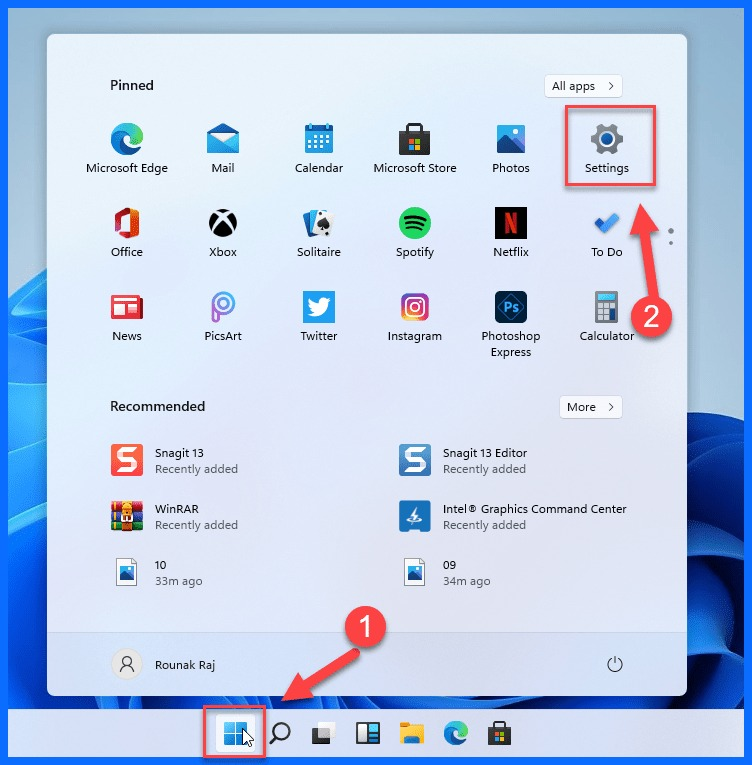 Pinned
All apps >
Microsoft Edge
Mail
Calendar
Microsoft Store
Photos
Settings
Office
Xbox
Solitaire
Spotify
Netflix
To Do
News
PicsArt
Twitter
Instagram
Ps
Photoshop
Express
Calculator
2
Recommended
More >
Snagit 13
Recently added
Snagit 13 Editor
Recently added
WinRAR
Recently added
Intel® Graphics Command Center
Recently added
10
33m ago
09
34m ago
1
Rounak Raj